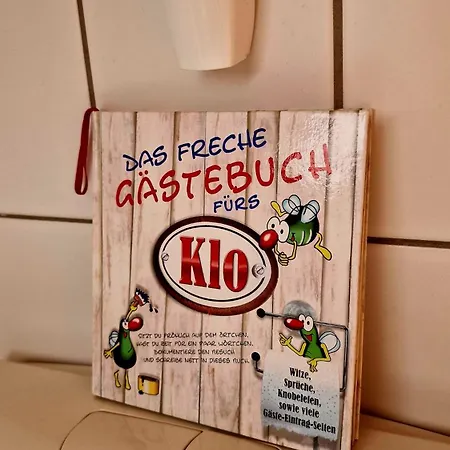 DAS FRECHE
GÄSTEBUCH
FÜRS
Klo
SITZT DU FRÖHLICH AUF DEM ÖRTCHEN,
HAST DU ZEIT FÜR EIN PAAR WÖRTCHEN.
DOKUMENTIERE DEN BESUCH
UND SCHREIBE NETT IN DIESES BUCH.
Witze,
Sprüche,
Knobeleien,
sowie viele
Gäste-Eintrag-Seiten